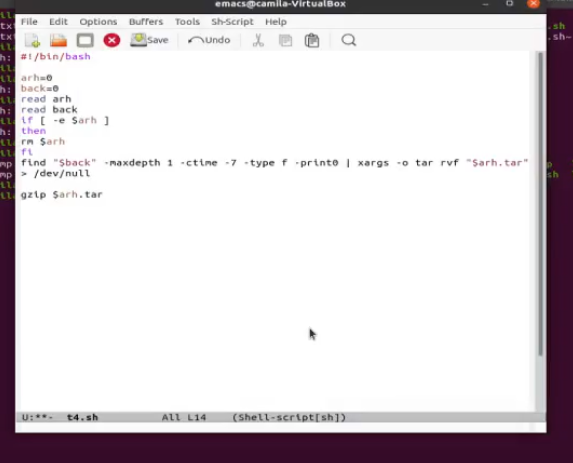 emacs@camila-VirtualBox
File Edit Options Buffers Tools Sh-Script Help
Save Undo
#!/bin/bash
arh=0
back=0
read arh
read back
if [ -e $arh ]
then
rm $arh
fi
find "$back" -maxdepth 1 -ctime -7 -type f -print0 | xargs -o tar rvf "$arh.tar"
> /dev/null
gzip $arh.tar
U:**- t4.sh All L14 (Shell-script[sh])